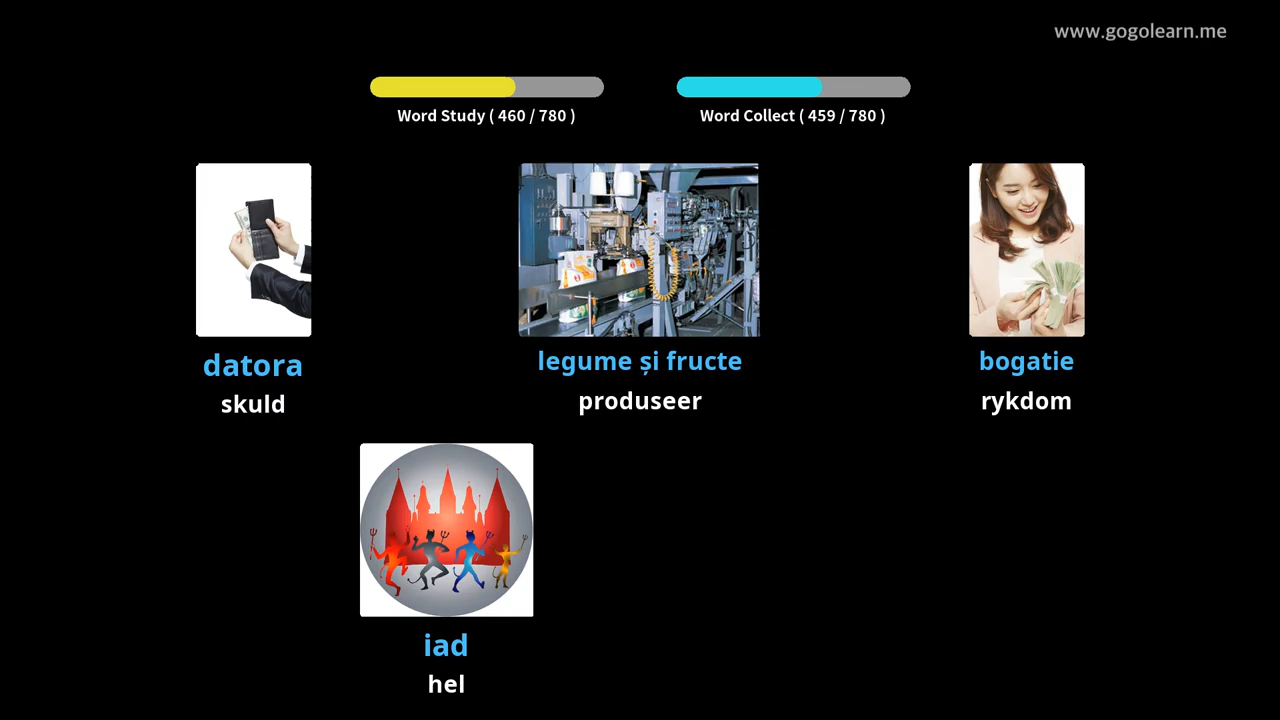 www.gogolearn.me
Word Study ( 460 / 780 )
Word Collect ( 459 / 780 )
datora
skuld
legume și fructe
produseer
bogatie
rykdom
iad
hel